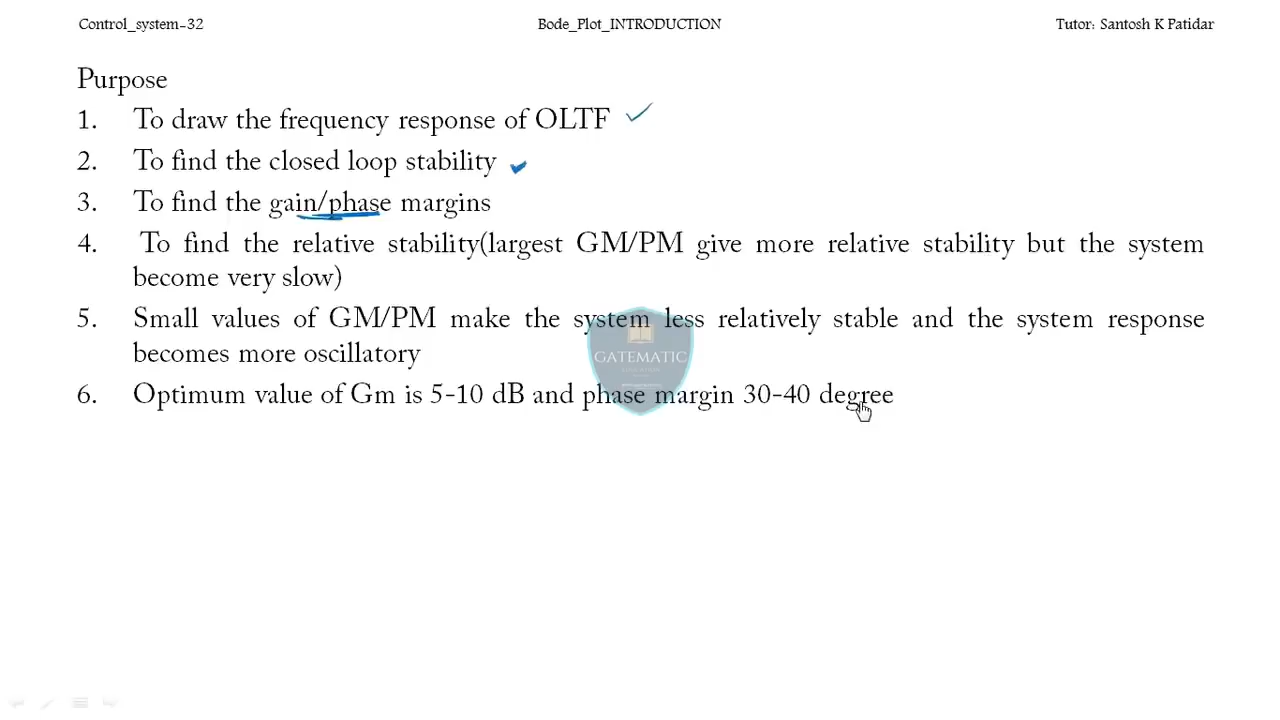 Control_system-32 Bode_Plot_INTRODUCTION Tutor: Santosh K Patidar
Purpose
1. To draw the frequency response of OLTF
2. To find the closed loop stability
3. To find the gain/phase margins
4. To find the relative stability(largest GM/PM give more relative stability but the system
become very slow)
5. Small values of GM/PM make the system less relatively stable and the system response
becomes more oscillatory
GATEMATIC
6. Optimum value of Gm is 5-10 dB and phase margin 30-40 degree